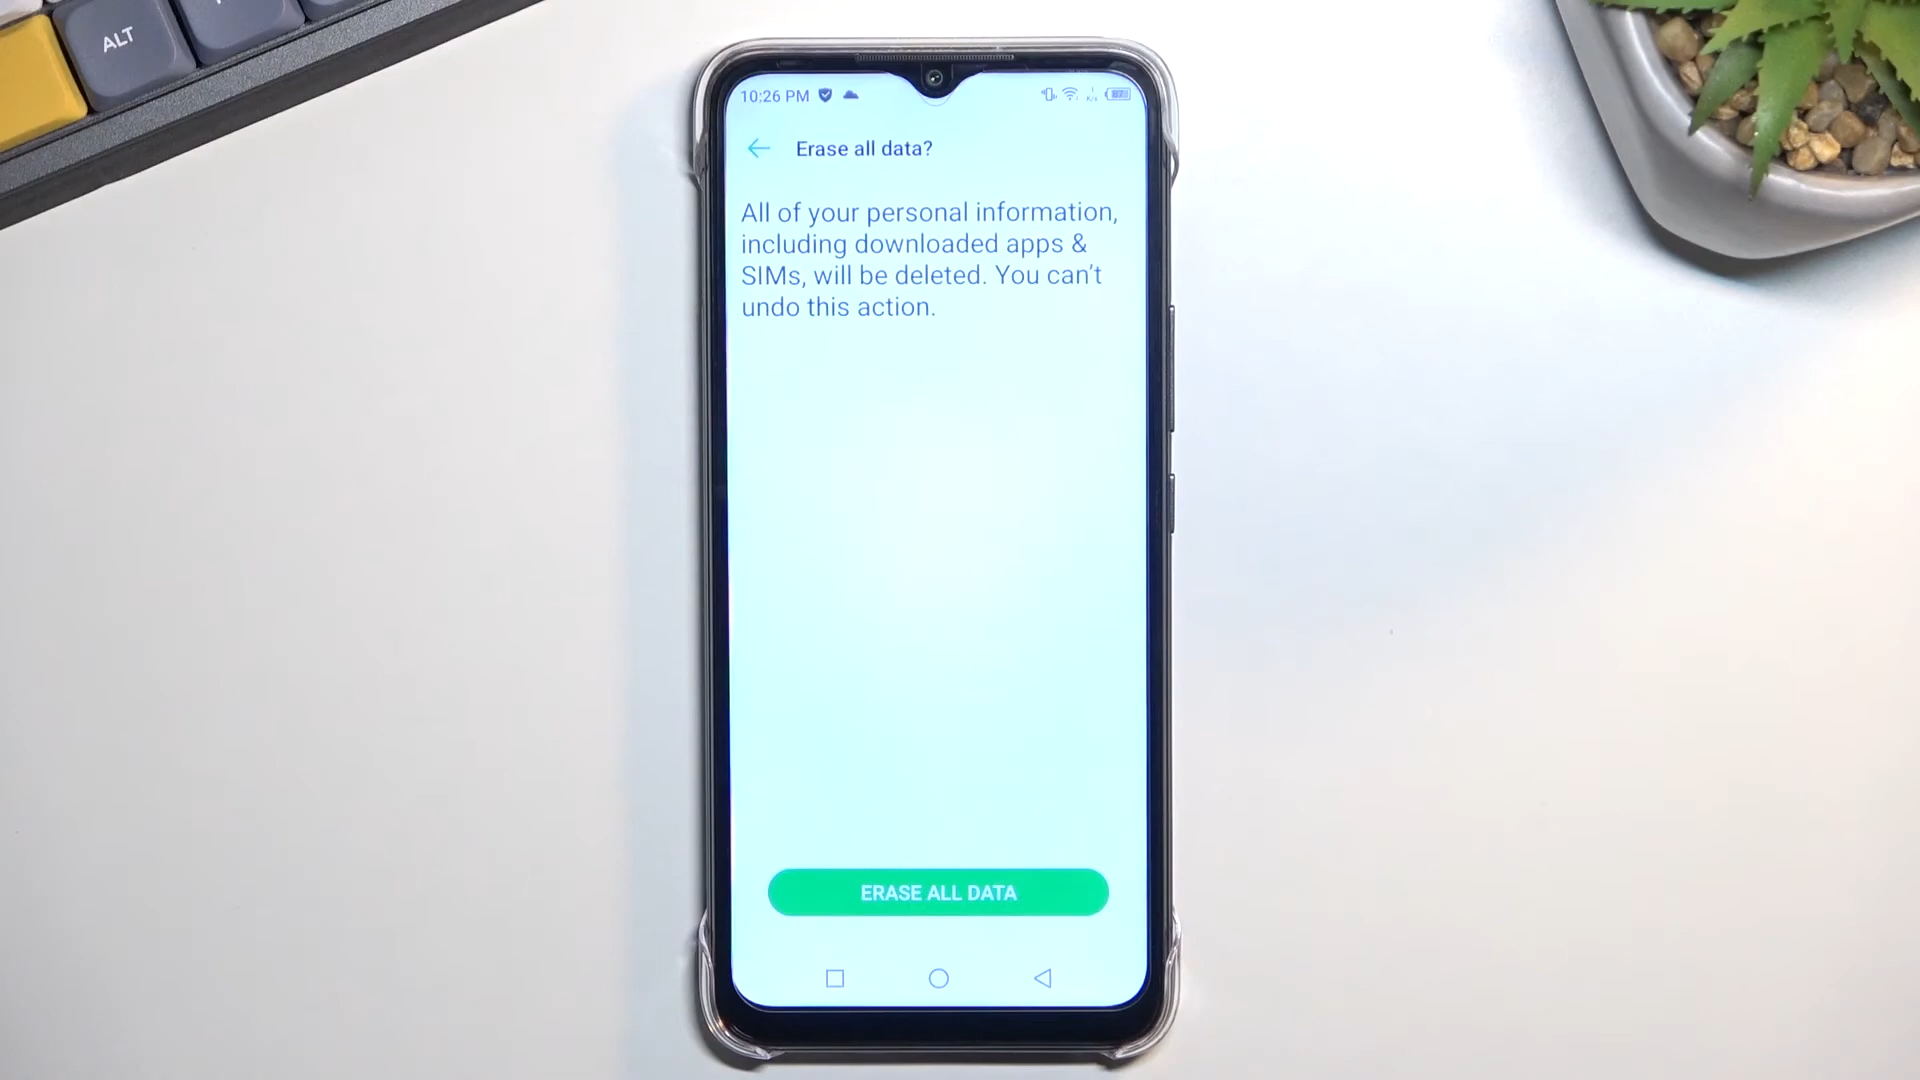 ALT
10:26 PM
Erase all data?
All of your personal information,
including downloaded apps &
SIMs, will be deleted. You can't
undo this action.
ERASE ALL DATA